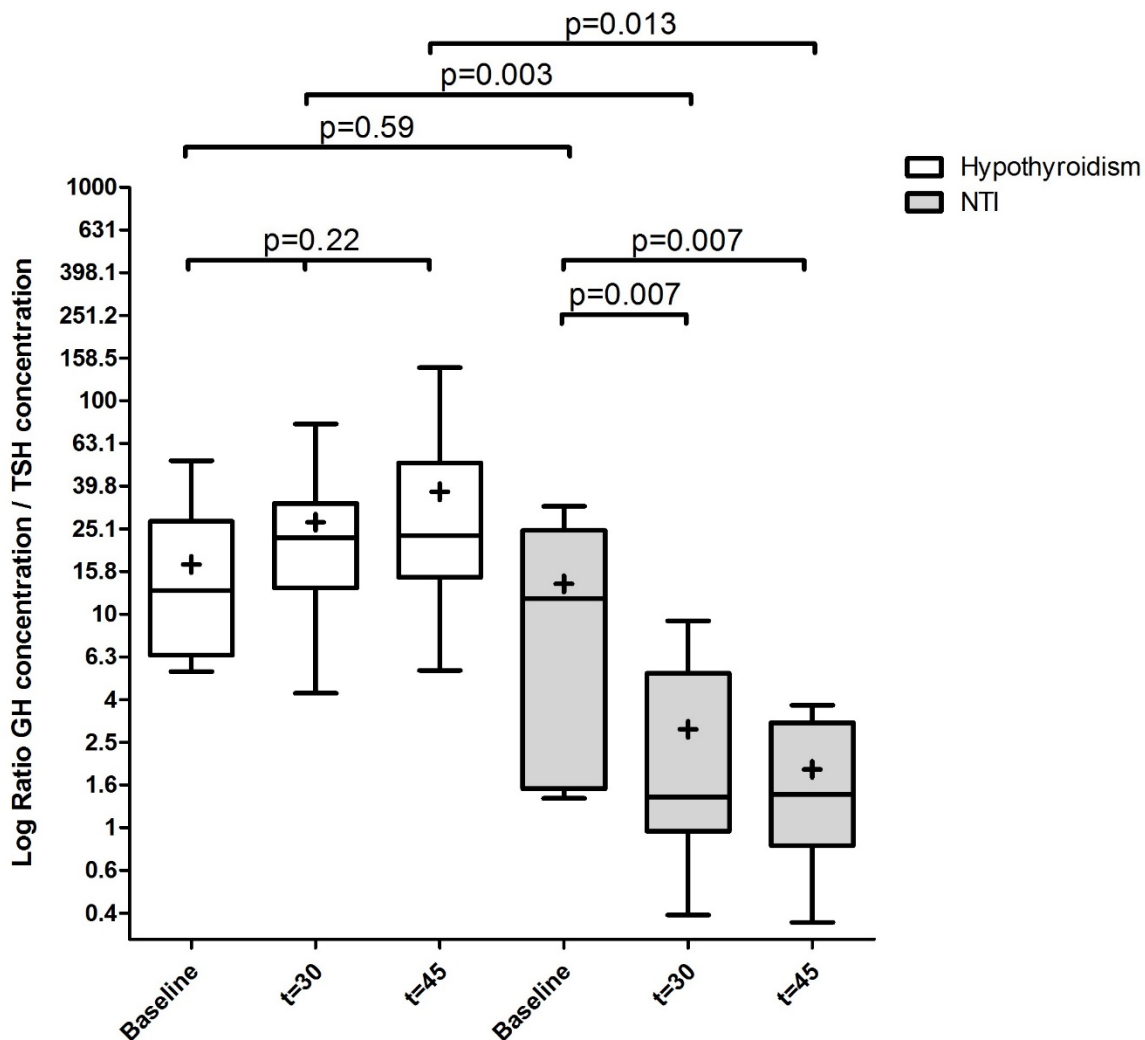 p=0.013
p=0.003
p=0.59
Hypothyroidism
NTI
p=0.22
p=0.007
p=0.007
Log Ratio GH concentration / TSH concentration
1000
631
398.1
251.2
158.5
100
63.1
39.8
25.1
15.8
10
6.3
4
2.5
1.6
1
0.6
0.4
Baseline
t=30
t=45
Baseline
t=30
t=45